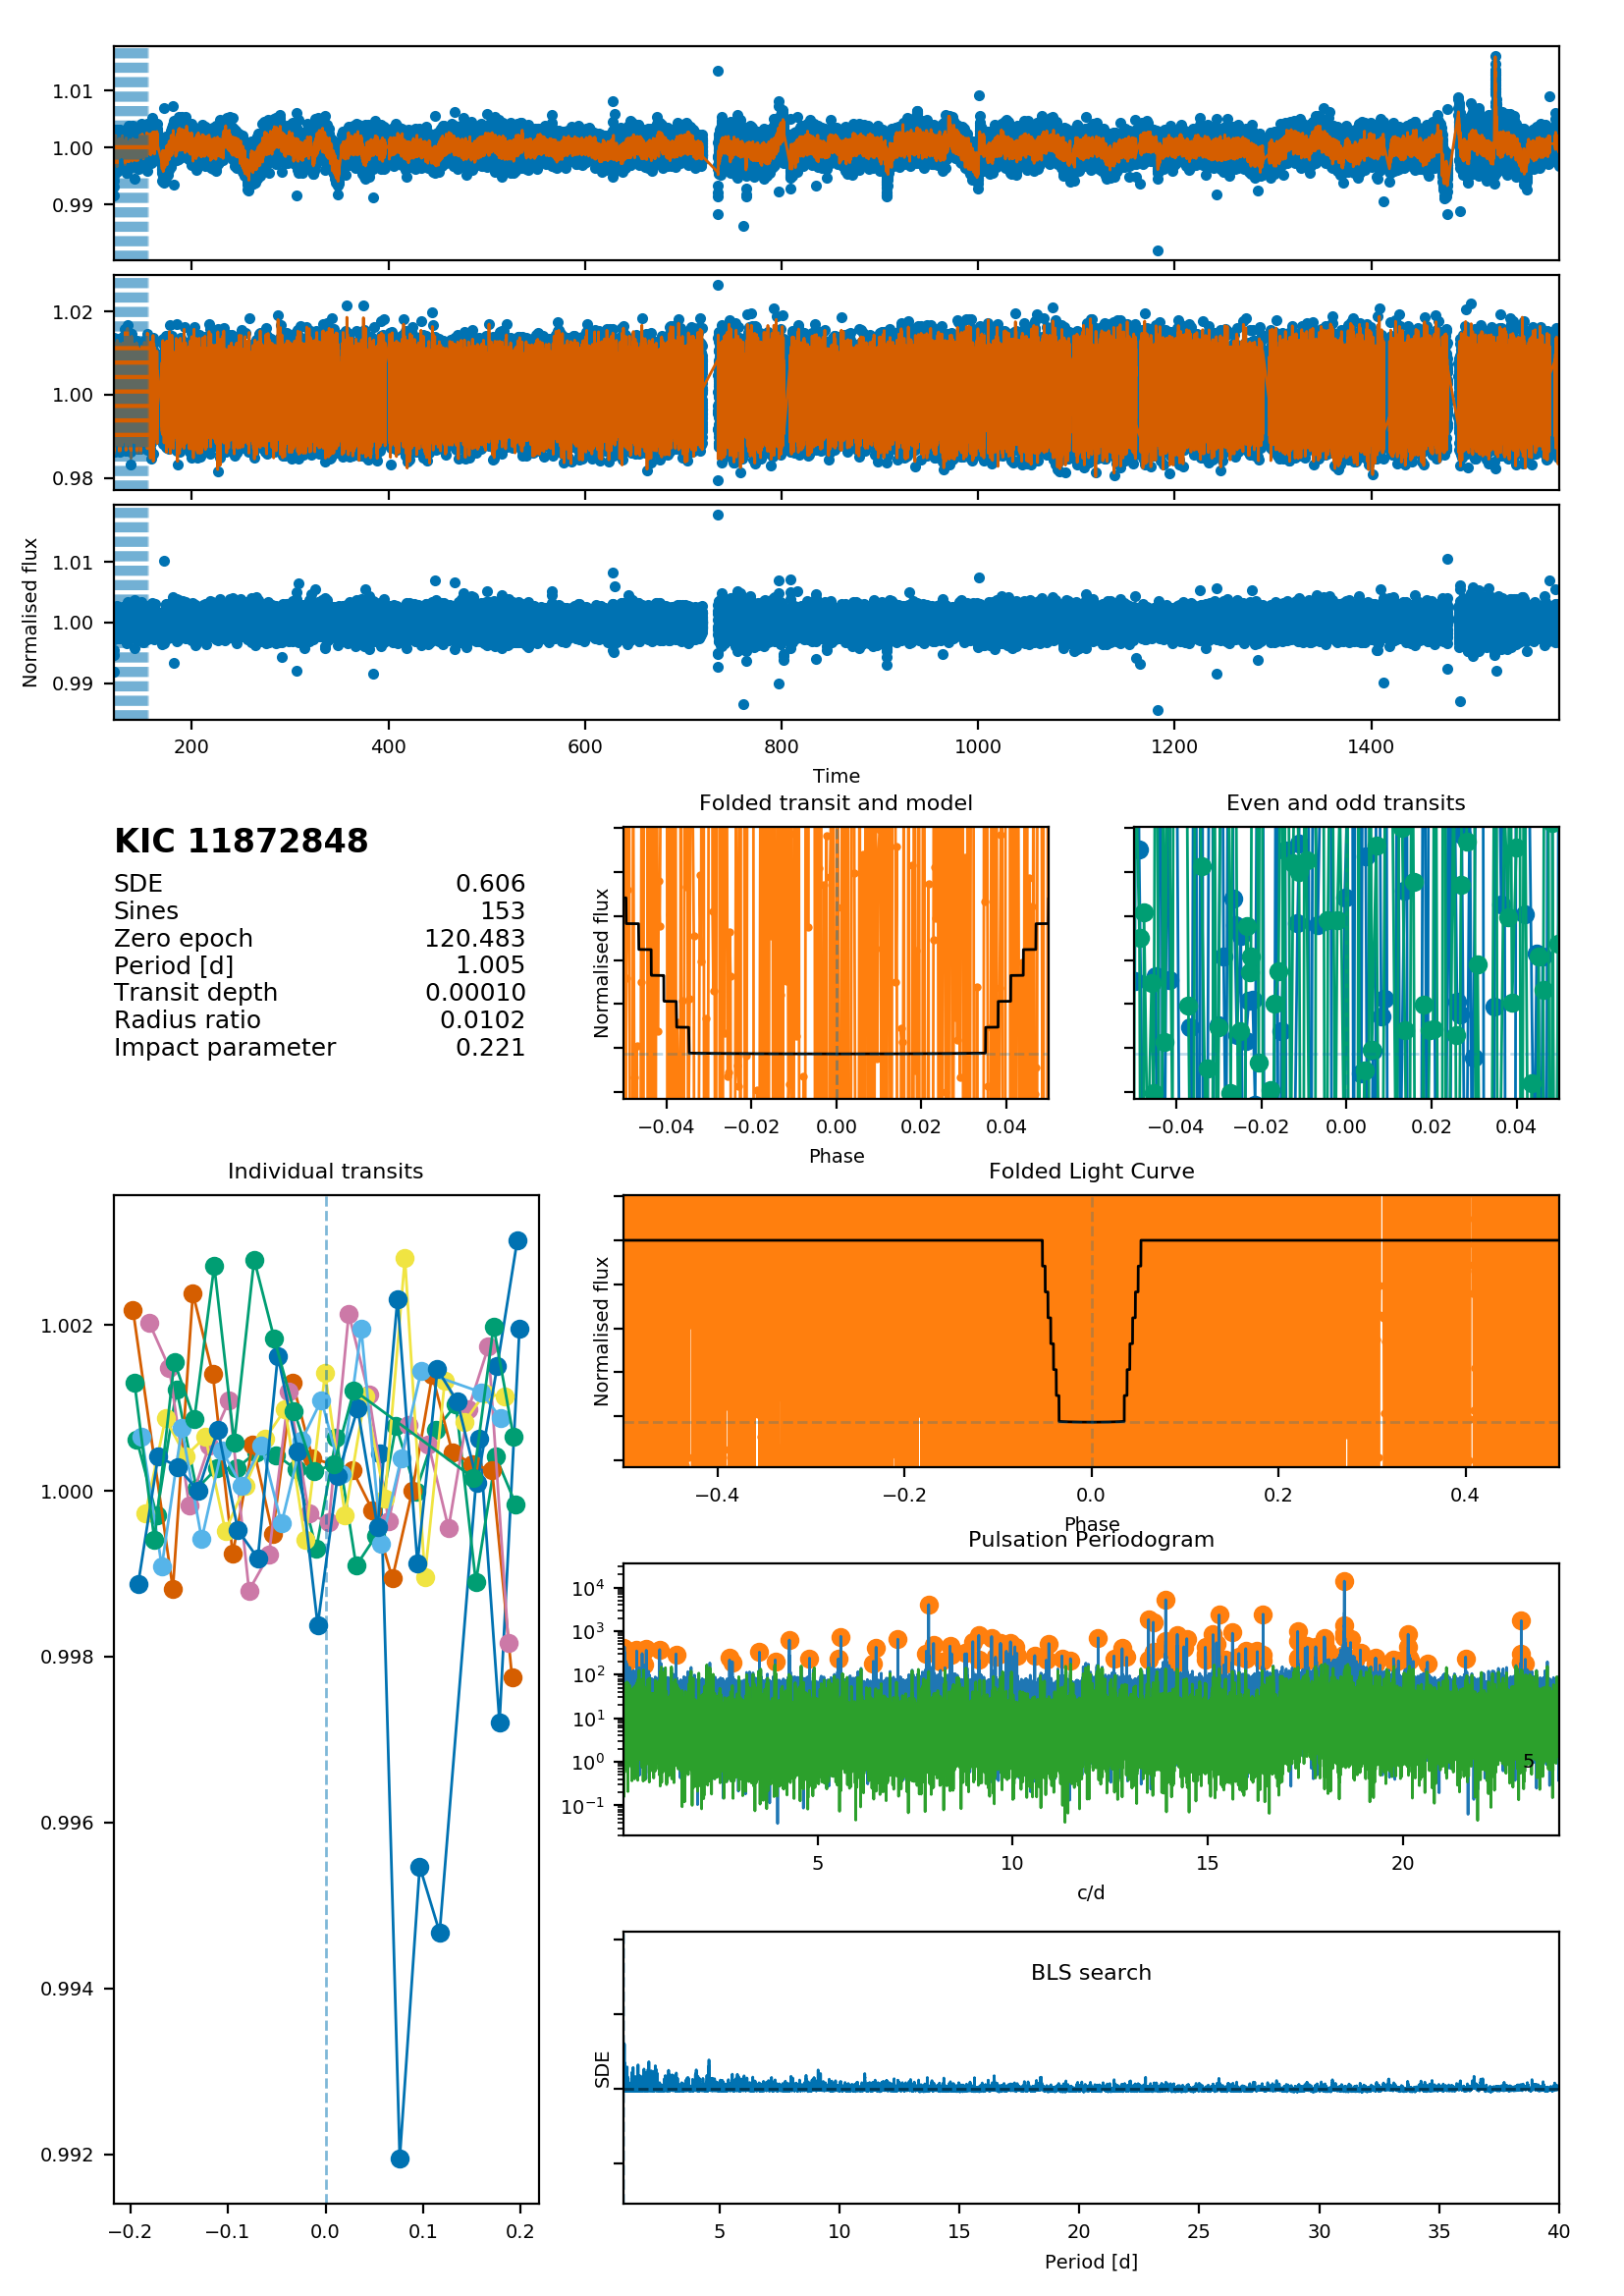 1.01
1.00
0.99
1.02
1.00
0.98
1.01
1.00
0.99
Normalised flux
200 400 600 800 1000 1200 1400
Time
KIC 11872848
SDE 0.606
Sines 153
Zero epoch 120.483
Period [d] 1.005
Transit depth 0.00010
Radius ratio 0.0102
Impact parameter 0.221
Folded transit and model
Normalised flux
−0.04 −0.02 0.00 0.02 0.04
Phase
Even and odd transits
−0.04 −0.02 0.00 0.02 0.04
Individual transits
1.002
1.000
0.998
0.996
0.994
0.992
−0.2 −0.1 0.0 0.1 0.2
Folded Light Curve
Normalised flux
−0.4 −0.2 0.0 0.2 0.4
Phase
Pulsation Periodogram
10⁴
10³
10²
10¹
10⁰
10⁻¹
5
5 10 15 20
c/d
BLS search
SDE
5 10 15 20 25 30 35 40
Period [d]